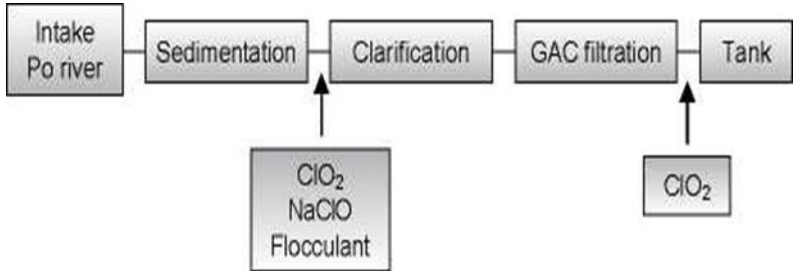 Intake
Po river
Sedimentation
Clarification
GAC filtration
Tank
ClO₂
NaClO
Flocculant
ClO₂